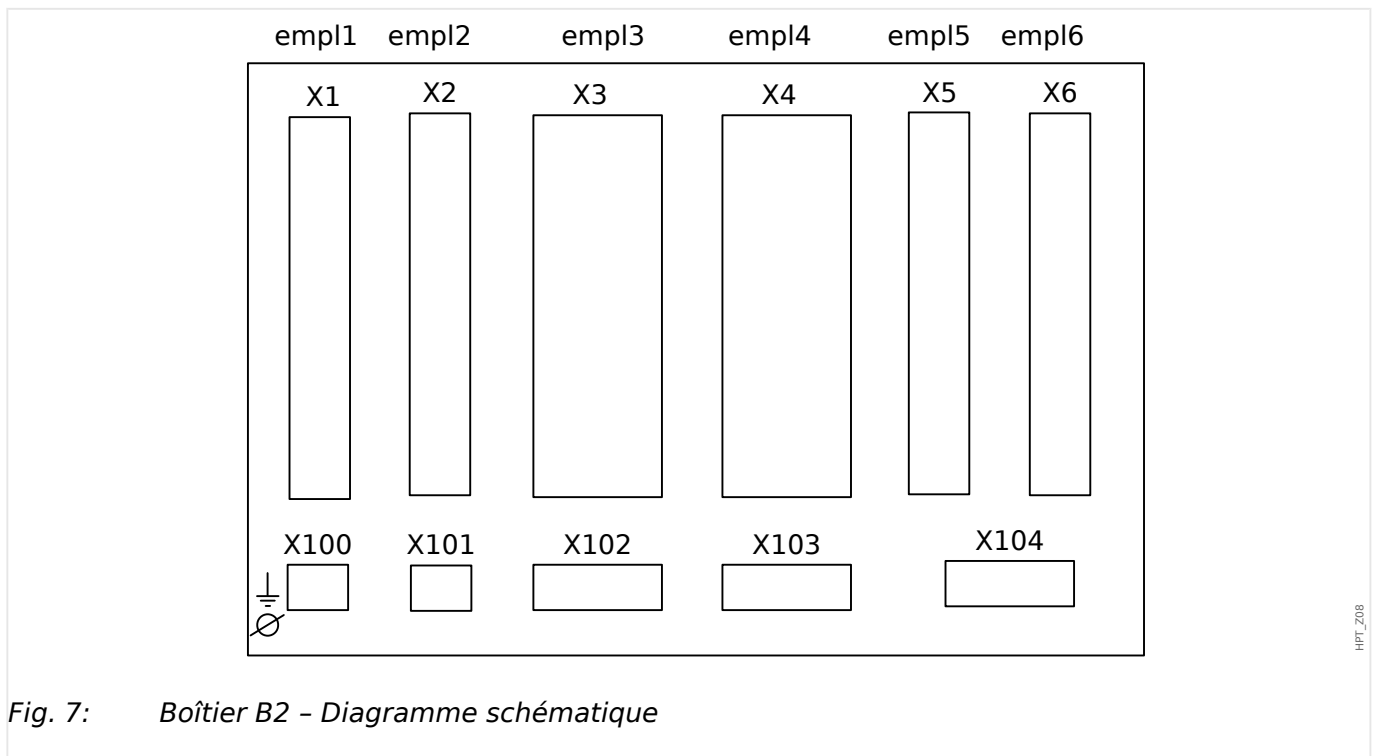 empl1 empl2 empl3 empl4 empl5 empl6
X1 X2 X3 X4 X5 X6
X100 X101 X102 X103 X104
HPT_Z08
Fig. 7: Boîtier B2 – Diagramme schématique